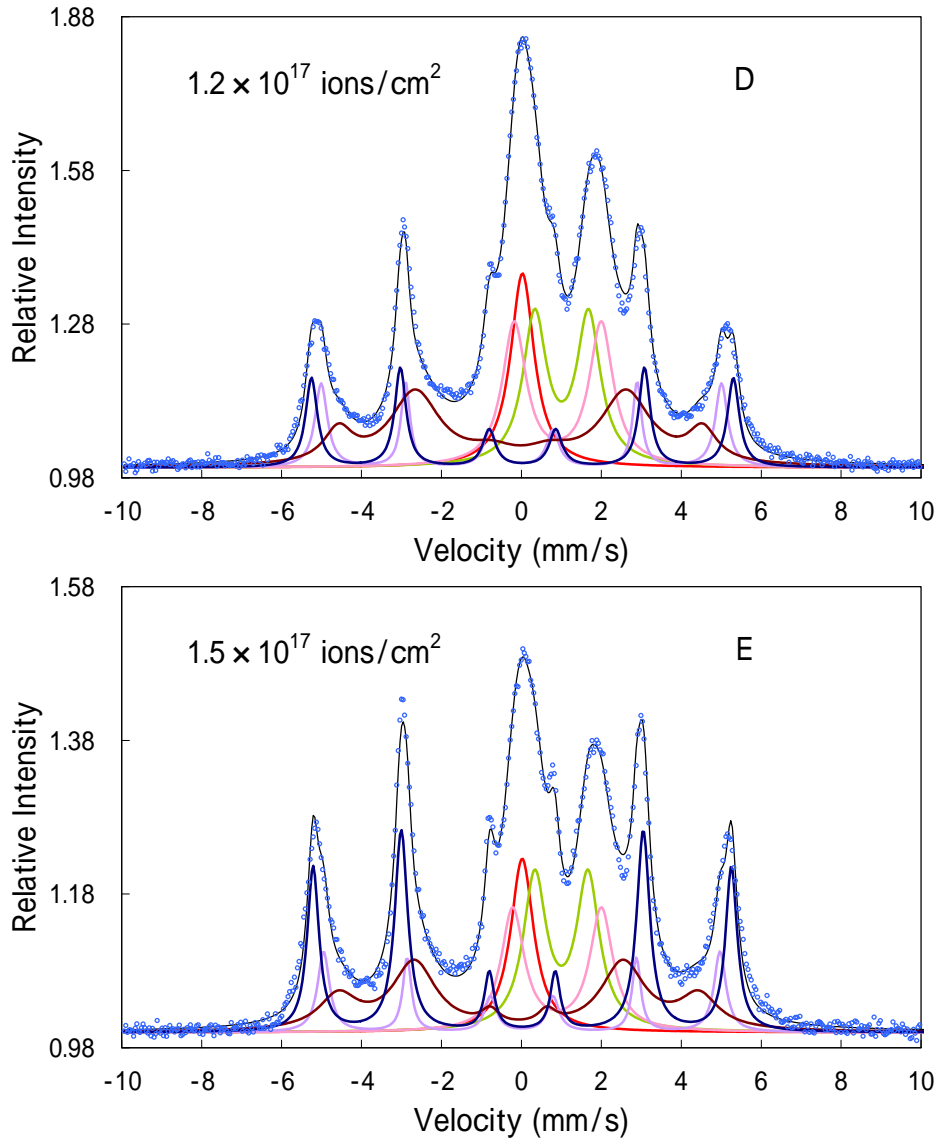 1.88
1.2 × 10¹⁷ ions/cm² D
1.58
Relative Intensity
1.28
0.98
-10 -8 -6 -4 -2 0 2 4 6 8 10
Velocity (mm/s)
1.58
1.5 × 10¹⁷ ions/cm² E
1.38
Relative Intensity
1.18
0.98
-10 -8 -6 -4 -2 0 2 4 6 8 10
Velocity (mm/s)